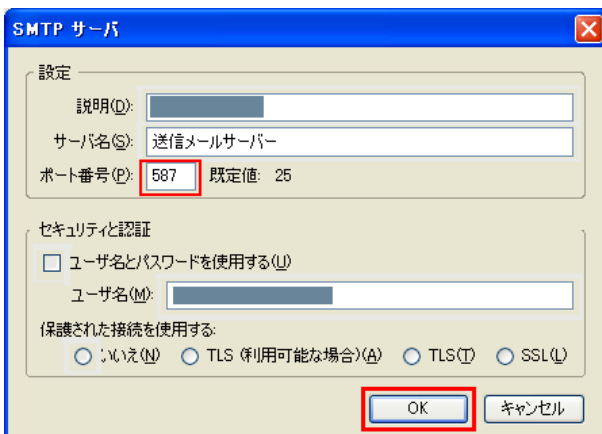 SMTP サーバ
設定
説明(D):
サーバ名(S): 送信メールサーバー
ポート番号(P): 587 既定値: 25
セキュリティと認証
ユーザ名とパスワードを使用する(U)
ユーザ名(M):
保護された接続を使用する:
いいえ(N) TLS (利用可能な場合)(A) TLS(T) SSL(L)
OK キャンセル